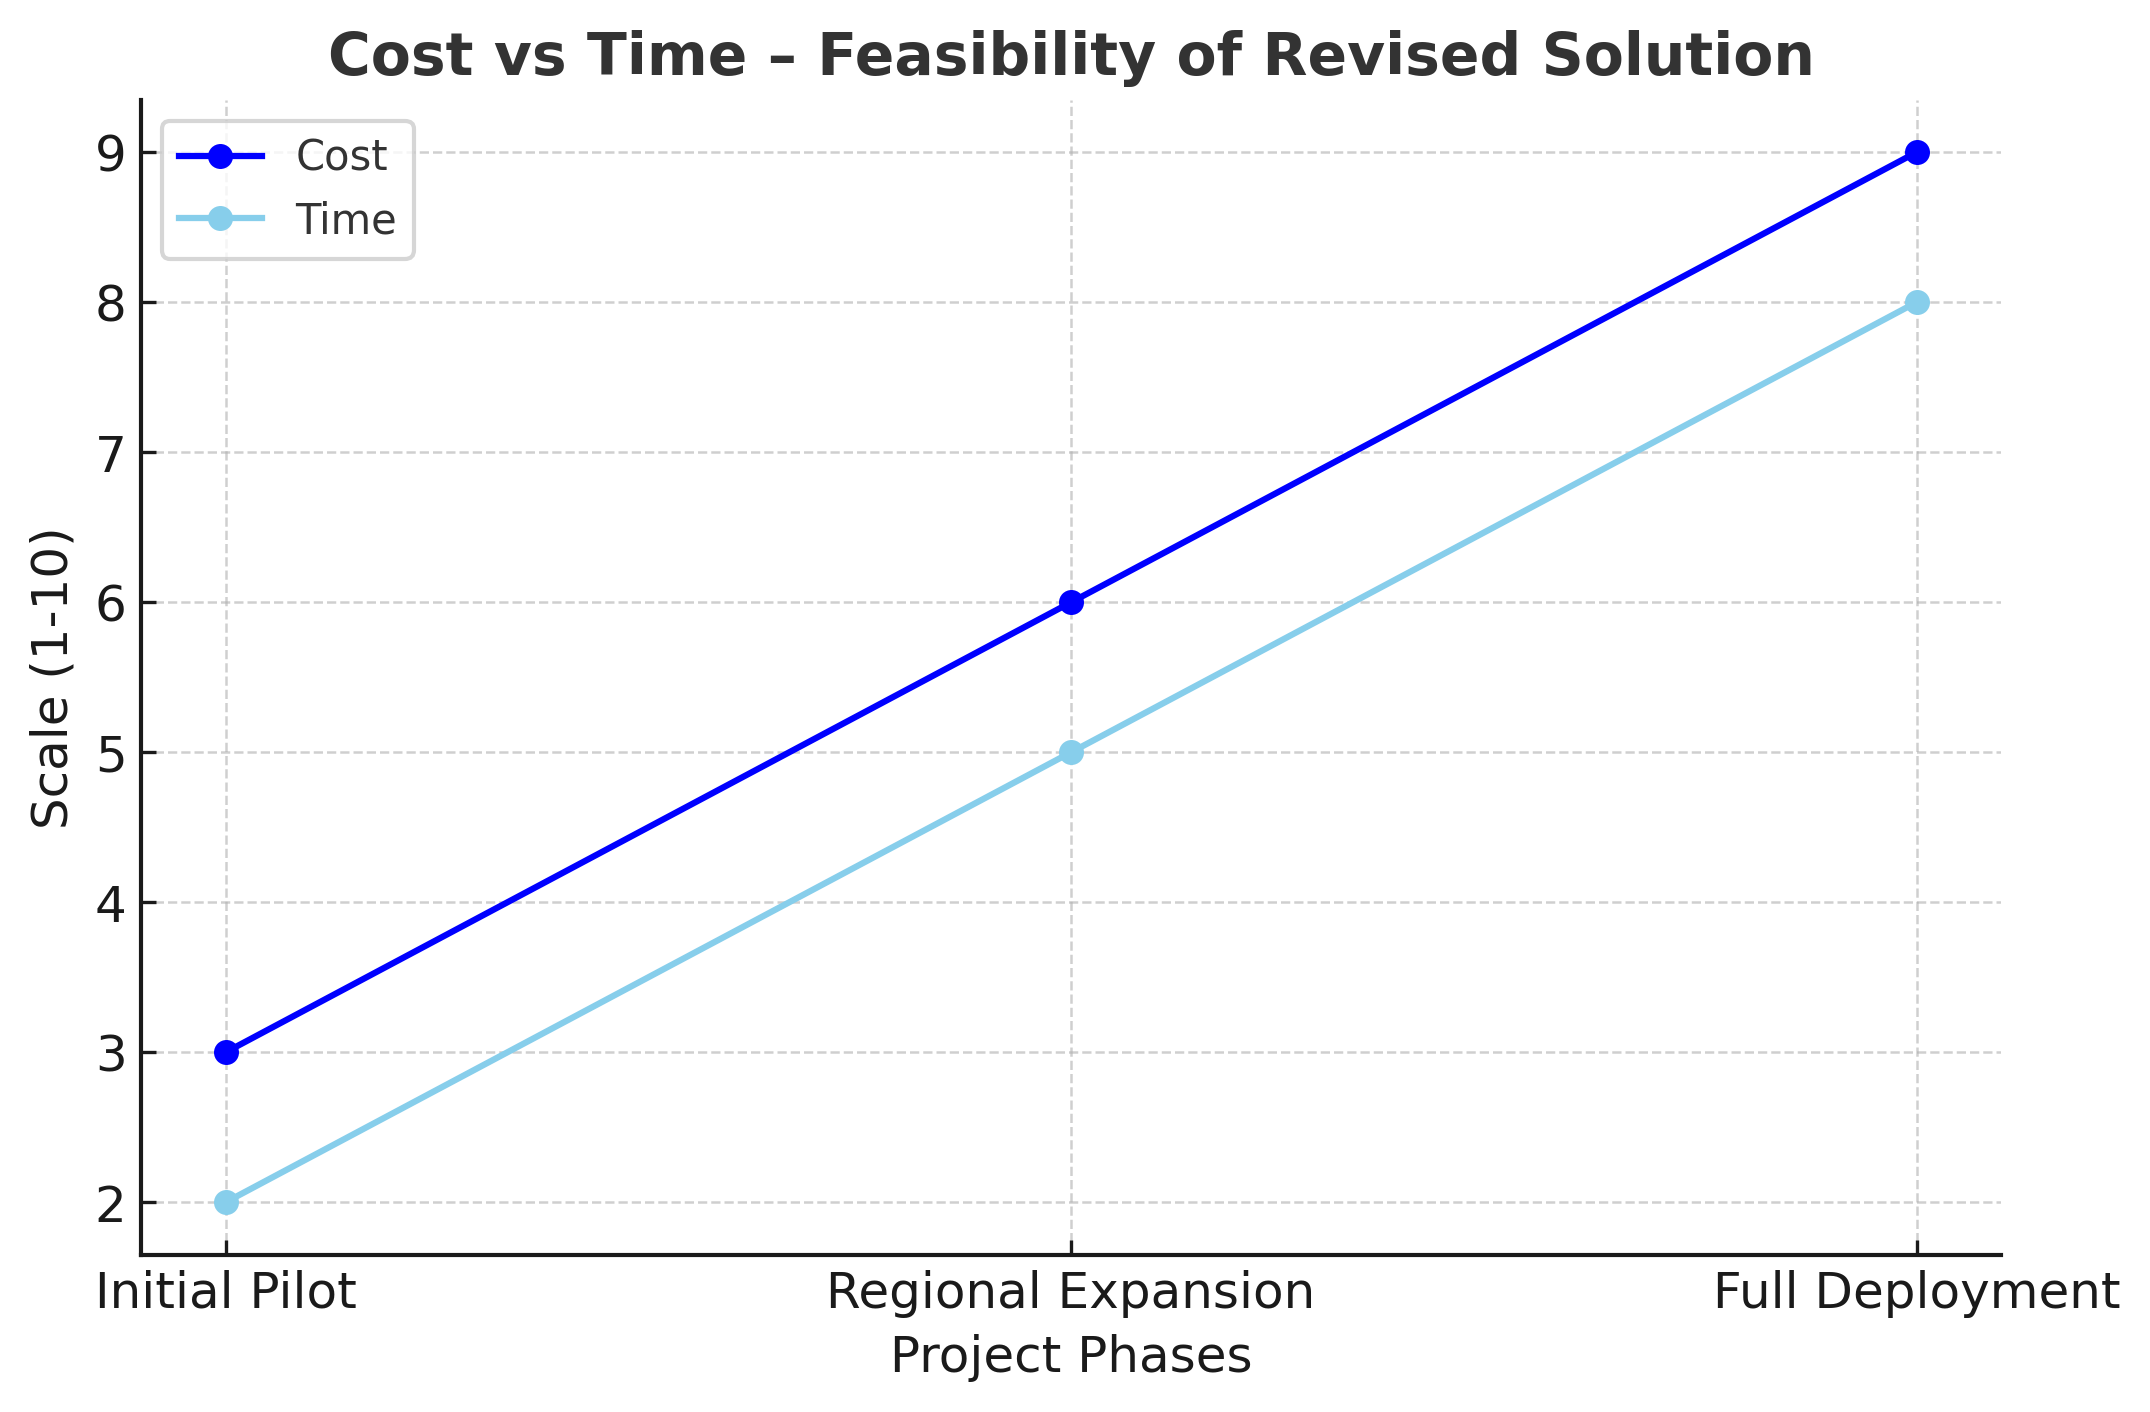 Cost vs Time – Feasibility of Revised Solution
Cost
Time
9
8
7
6
5
4
3
2
Scale (1-10)
Initial Pilot
Regional Expansion
Full Deployment
Project Phases